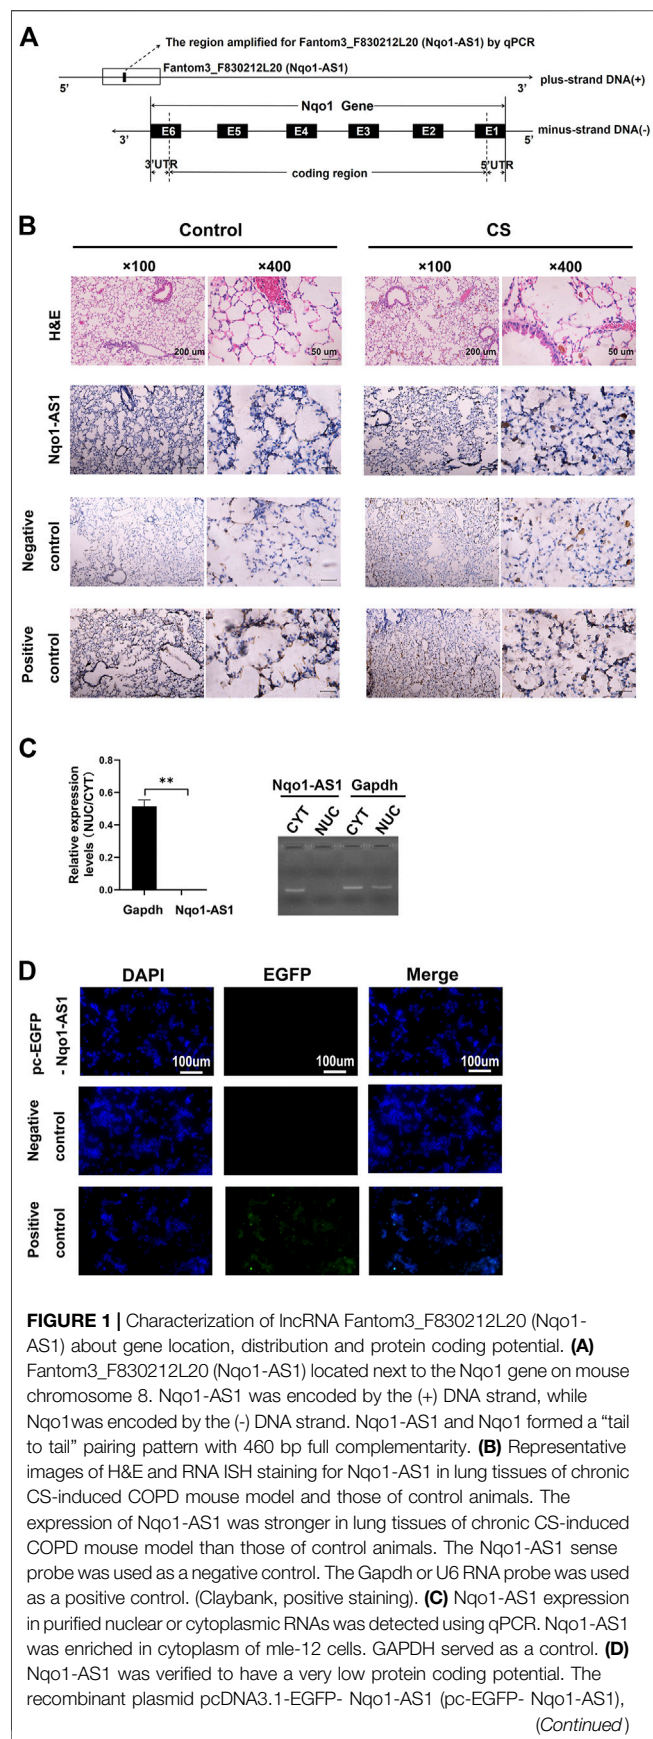 A
The region amplified for Fantom3_F830212L20 (Nqo1-AS1) by qPCR
Fantom3_F830212L20 (Nqo1-AS1)
5' 3' plus-strand DNA(+)
Nqo1 Gene
E6 E5 E4 E3 E2 E1 minus-strand DNA(-)
3' 5'
3'UTR 5'UTR
coding region
B
Control CS
×100 ×400 ×100 ×400
H&E
200 um 50 um 200 um 50 um
Nqo1-AS1
Negative
control
Positive
control
C
Relative expression
levels (NUC/CYT)
0.8
0.6
0.4
0.2
0.0
**
Gapdh Nqo1-AS1
Nqo1-AS1 Gapdh
CYT NUC CYT NUC
D
DAPI EGFP Merge
pc-EGFP
- Nqo1-AS1
100um 100um 100um
Negative
control
Positive
control
FIGURE 1 | Characterization of lncRNA Fantom3_F830212L20 (Nqo1-
AS1) about gene location, distribution and protein coding potential. (A)
Fantom3_F830212L20 (Nqo1-AS1) located next to the Nqo1 gene on mouse
chromosome 8. Nqo1-AS1 was encoded by the (+) DNA strand, while
Nqo1was encoded by the (-) DNA strand. Nqo1-AS1 and Nqo1 formed a “tail
to tail” pairing pattern with 460 bp full complementarity. (B) Representative
images of H&E and RNA ISH staining for Nqo1-AS1 in lung tissues of chronic
CS-induced COPD mouse model and those of control animals. The
expression of Nqo1-AS1 was stronger in lung tissues of chronic CS-induced
COPD mouse model than those of control animals. The Nqo1-AS1 sense
probe was used as a negative control. The Gapdh or U6 RNA probe was used
as a positive control. (Claybank, positive staining). (C) Nqo1-AS1 expression
in purified nuclear or cytoplasmic RNAs was detected using qPCR. Nqo1-AS1
was enriched in cytoplasm of mle-12 cells. GAPDH served as a control. (D)
Nqo1-AS1 was verified to have a very low protein coding potential. The
recombinant plasmid pcDNA3.1-EGFP- Nqo1-AS1 (pc-EGFP- Nqo1-AS1),
(Continued)